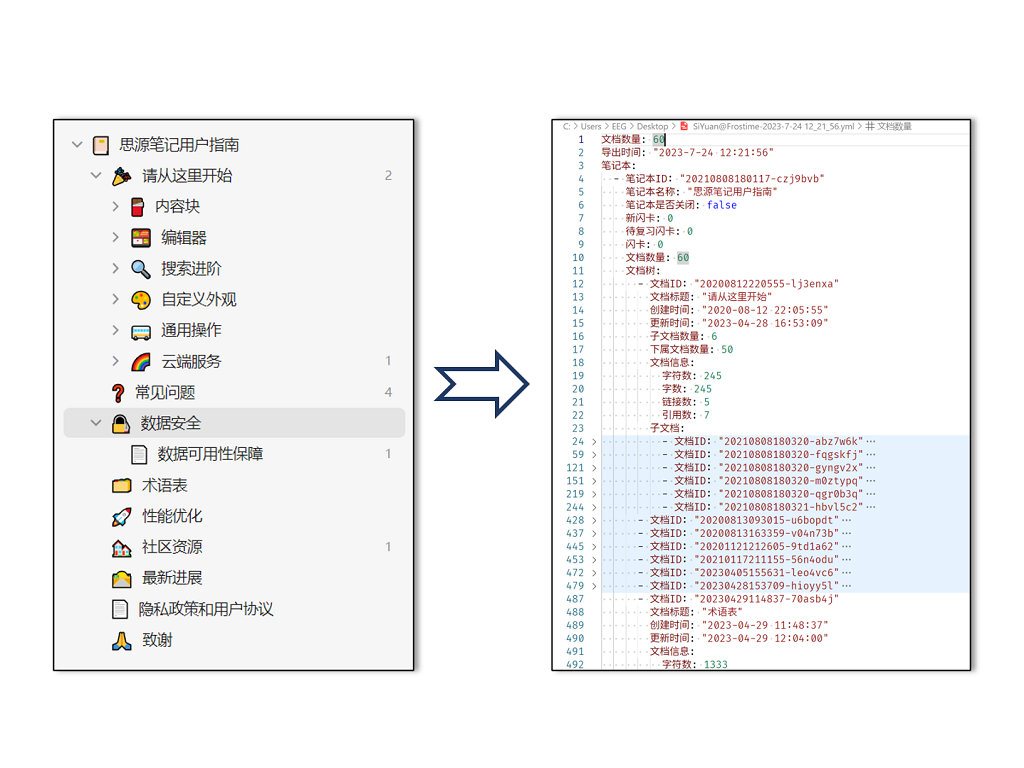 思源笔记用户指南
请从这里开始 2
内容块
编辑器
搜索进阶
自定义外观
通用操作
云端服务 1
常见问题 4
数据安全
数据可用性保障 1
术语表
性能优化
社区资源 1
最新进展
隐私政策和用户协议
致谢
C: > Users > EEG > Desktop > SiYuan@Frostime-2023-7-24 12_21_56.yml > 文档数量
1 文档数量: 60
2 导出时间: "2023-7-24 12:21:56"
3 笔记本:
4 - 笔记本ID: "20210808180117-czj9bvb"
5 笔记本名称: "思源笔记用户指南"
6 笔记本是否关闭: false
7 新闪卡: 0
8 待复习闪卡: 0
9 闪卡: 0
10 文档数量: 60
11 文档树:
12 - 文档ID: "20200812220555-lj3enxa"
13 文档标题: "请从这里开始"
14 创建时间: "2020-08-12 22:05:55"
15 更新时间: "2023-04-28 16:53:09"
16 子文档数量: 6
17 下属文档数量: 50
18 文档信息:
19 字符数: 245
20 字数: 245
21 链接数: 5
22 引用数: 7
23 子文档:
24 > - 文档ID: "20210808180320-abz7w6k"…
59 > - 文档ID: "20210808180320-fqgskfj"…
121 > - 文档ID: "20210808180320-gyngv2x"…
151 > - 文档ID: "20210808180320-m0ztypq"…
219 > - 文档ID: "20210808180320-qgr0b3q"…
244 > - 文档ID: "20210808180321-hbvl5c2"…
428 > - 文档ID: "20200813093015-u6bopdt"…
437 > - 文档ID: "20200813163359-v04n73b"…
445 > - 文档ID: "20201121212605-9td1a62"…
453 > - 文档ID: "20210117211155-56n4odu"…
472 > - 文档ID: "20230405155631-leo4vc6"…
479 > - 文档ID: "20230428153709-hioyy5l"…
487 - 文档ID: "20230429114837-70asb4j"
488 文档标题: "术语表"
489 创建时间: "2023-04-29 11:48:37"
490 更新时间: "2023-04-29 12:04:00"
491 文档信息:
492 字符数: 1333